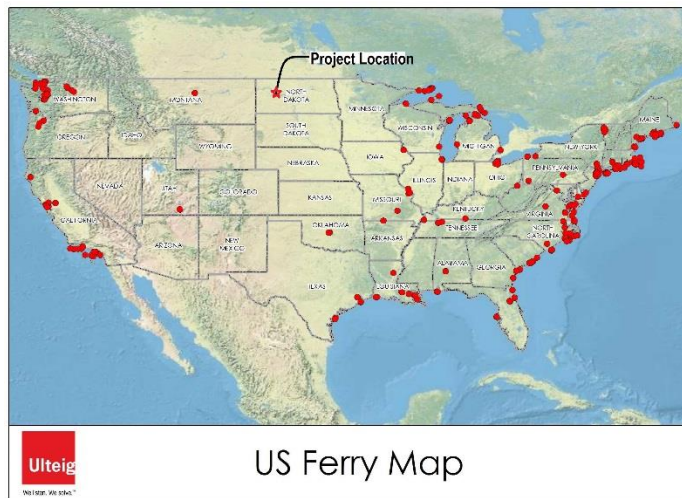 Project Location
WASHINGTON
MONTANA
NORTH
DAKOTA
MINNESOTA
MAINE
OREGON
IDAHO
SOUTH
DAKOTA
WISCONSIN
MICHIGAN
NEW YORK
WYOMING
IOWA
PENNSYLVANIA
NEBRASKA
NEVADA
UTAH
COLORADO
ILLINOIS
INDIANA
OHIO
KANSAS
MISSOURI
KENTUCKY
VIRGINIA
CALIFORNIA
OKLAHOMA
TENNESSEE
NORTH
CAROLINA
ARIZONA
NEW
MEXICO
ARKANSAS
ALABAMA
GEORGIA
TEXAS
LOUISIANA
Ulteig
We listen. We solve.™
US Ferry Map